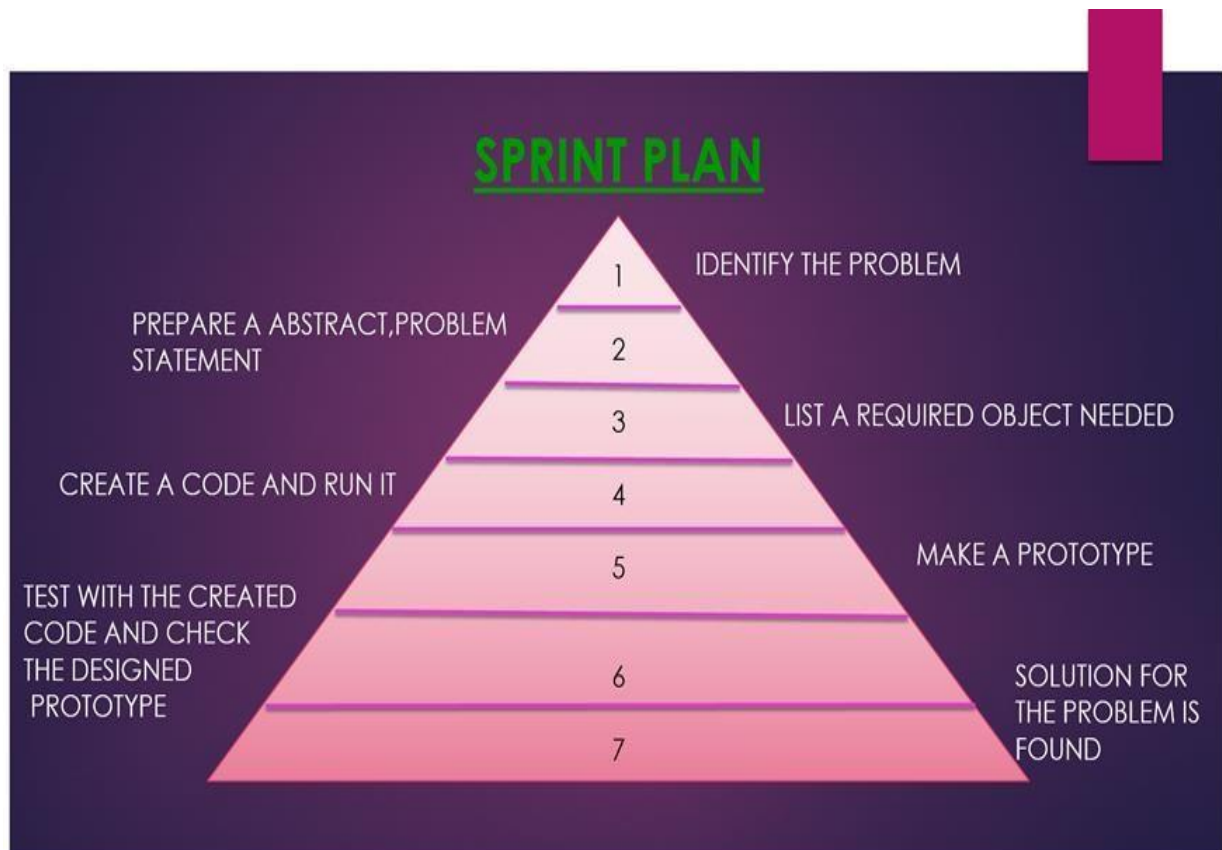 SPRINT PLAN
1
IDENTIFY THE PROBLEM
PREPARE A ABSTRACT,PROBLEM
STATEMENT
2
3
LIST A REQUIRED OBJECT NEEDED
CREATE A CODE AND RUN IT
4
5
MAKE A PROTOTYPE
TEST WITH THE CREATED
CODE AND CHECK
THE DESIGNED
PROTOTYPE
6
7
SOLUTION FOR
THE PROBLEM IS
FOUND